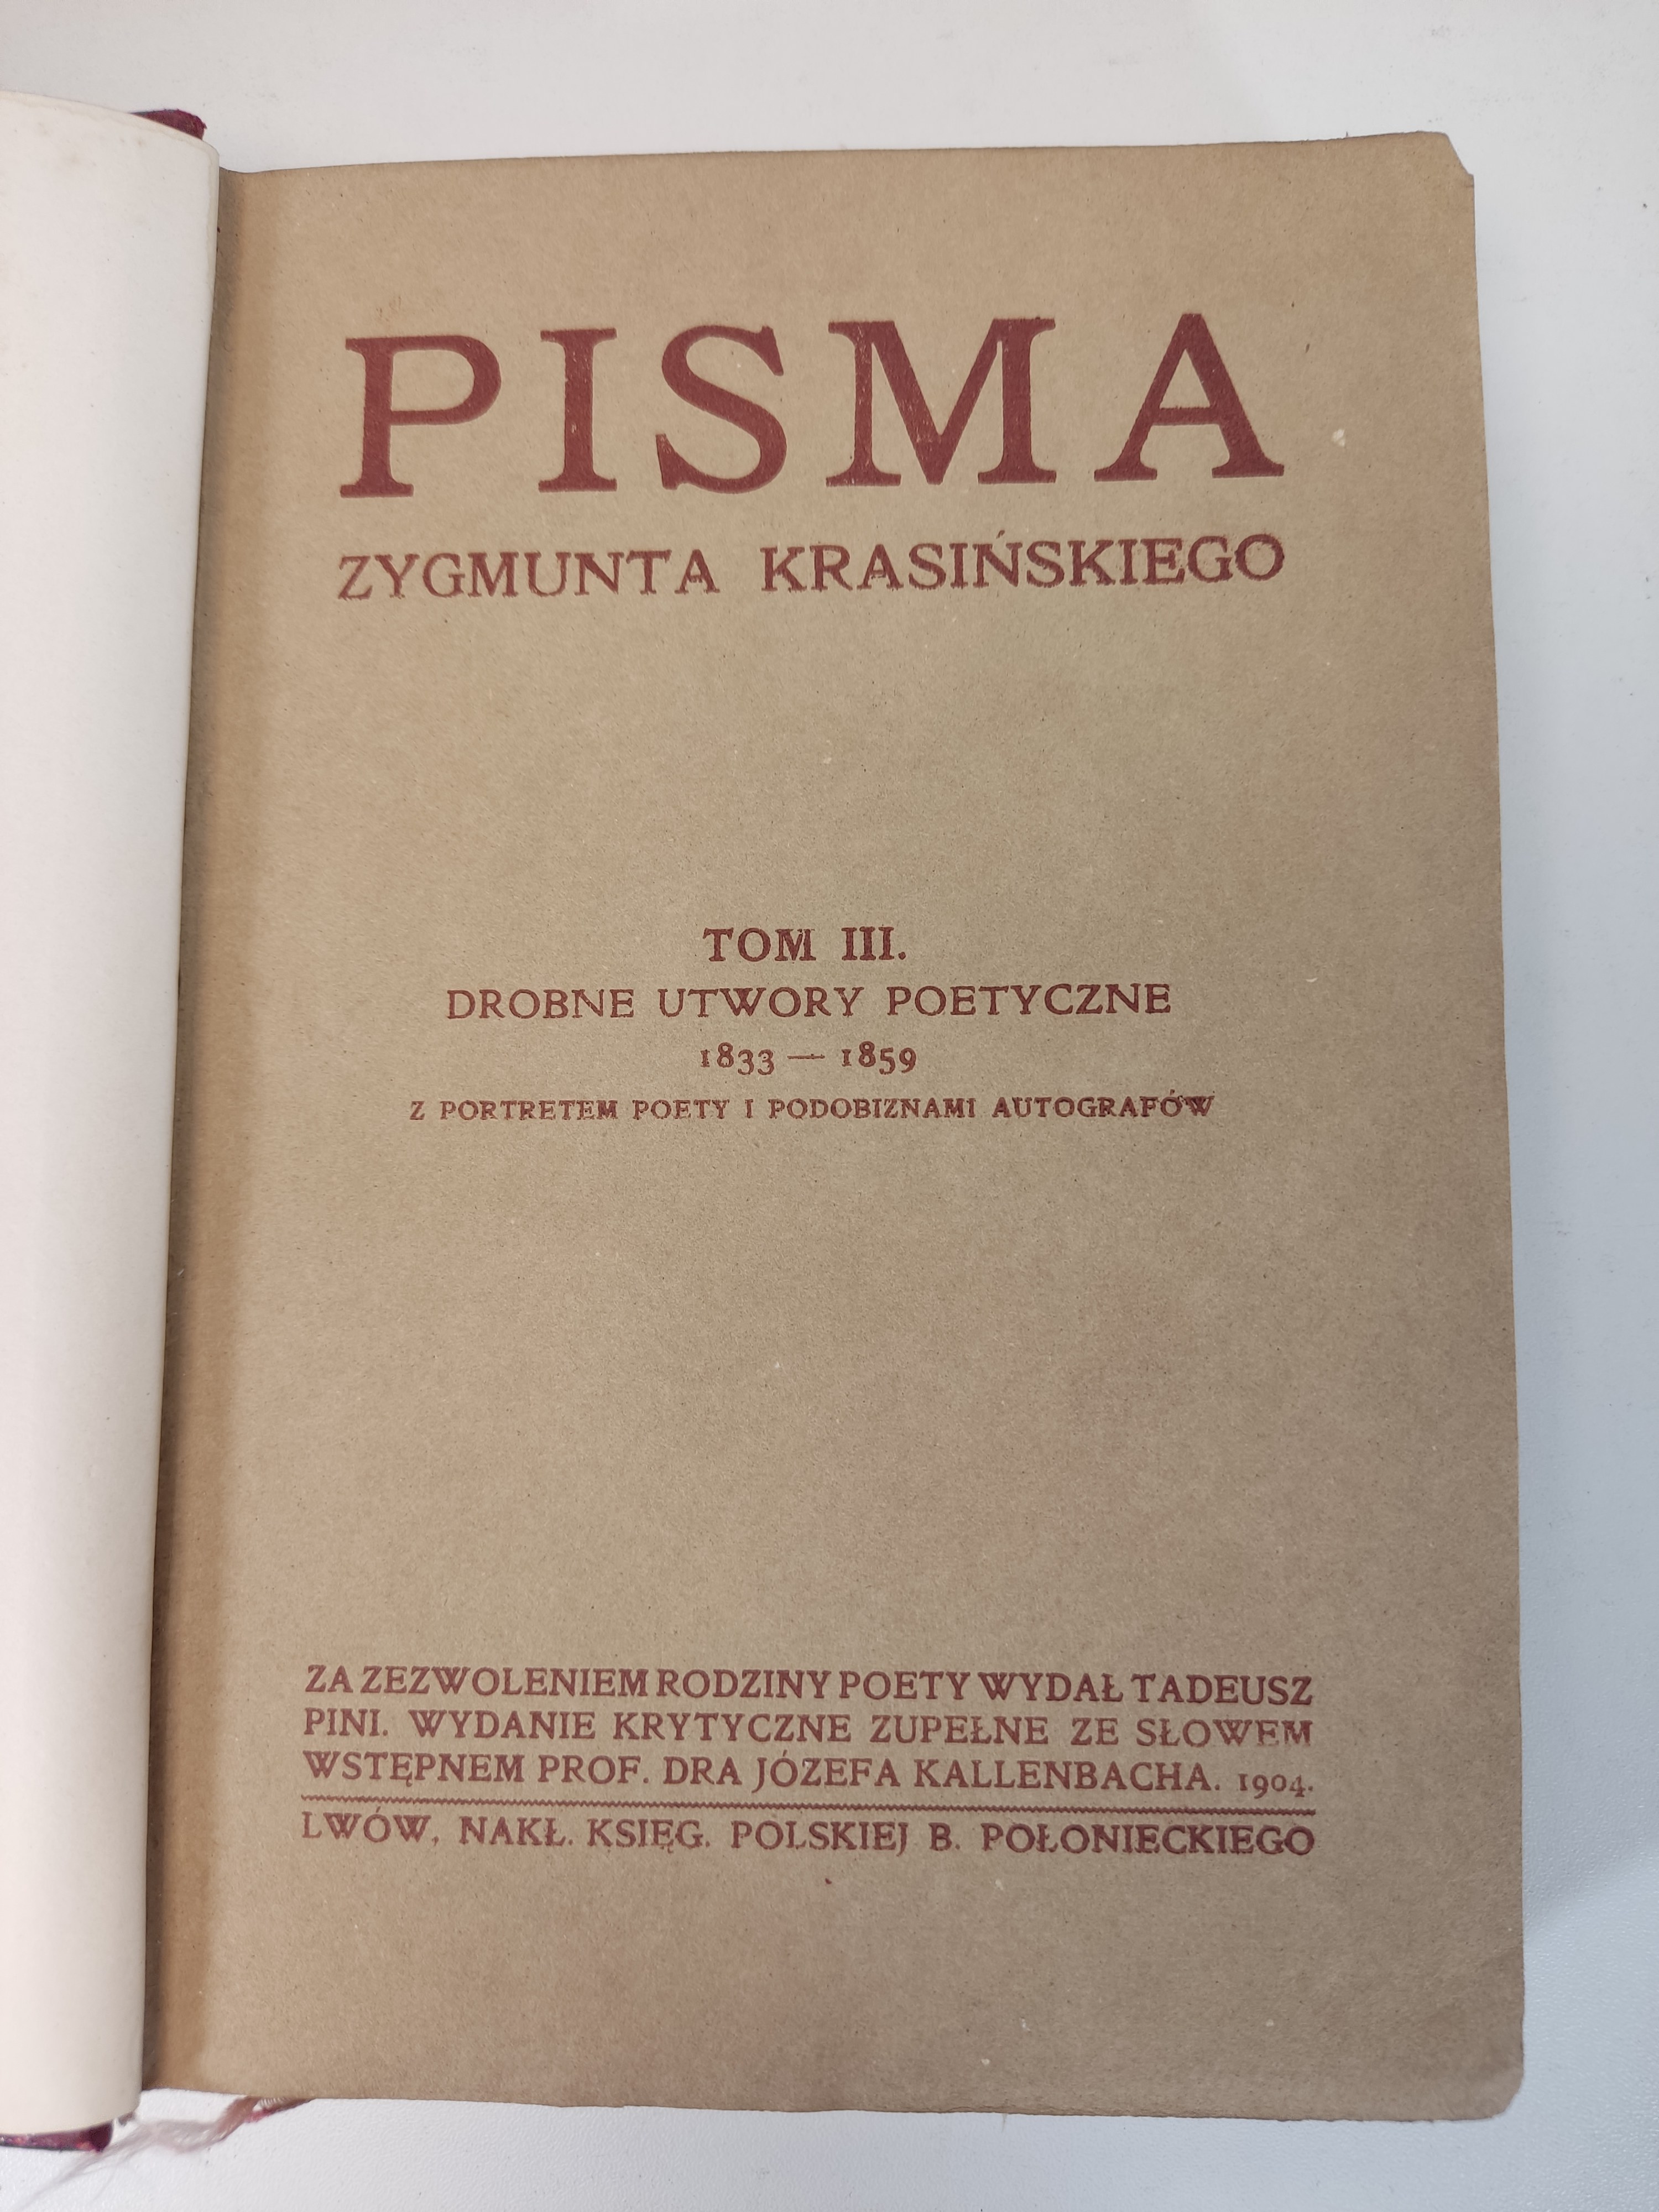 PISMA
ZYGMUNTA KRASIŃSKIEGO
TOM III.
DROBNE UTWORY POETYCZNE
1833 — 1859
Z PORTRETEM POETY I PODOBIZNAMI AUTOGRAFÓW
ZA ZEZWOLENIEM RODZINY POETY WYDAŁ TADEUSZ
PINI. WYDANIE KRYTYCZNE ZUPEŁNE ZE SŁOWEM
WSTĘPNEM PROF. DRA JÓZEFA KALLENBACHA. 1904.
LWÓW, NAKŁ. KSIĘG. POLSKIEJ B. POŁONIECKIEGO